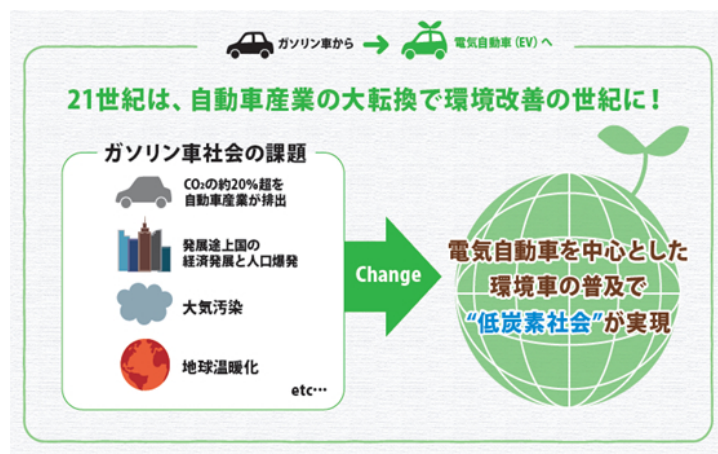 ガソリン車から
電気自動車（EV）へ
21世紀は、自動車産業の大転換で環境改善の世紀に！
ガソリン車社会の課題
CO₂の約20%超を
自動車産業が排出
発展途上国の
経済発展と人口爆発
大気汚染
地球温暖化
etc…
Change
電気自動車を中心とした
環境車の普及で
“低炭素社会”が実現